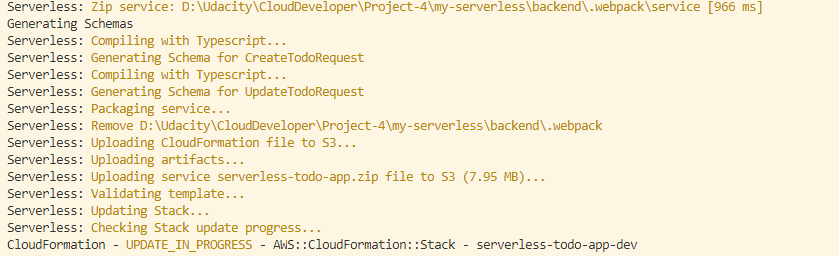 Serverless: Zip service: D:\Udacity\CloudDeveloper\Project-4\my-serverless\backend\.webpack\service [966 ms]
Generating Schemas
Serverless: Compiling with Typescript...
Serverless: Generating Schema for CreateTodoRequest
Serverless: Compiling with Typescript...
Serverless: Generating Schema for UpdateTodoRequest
Serverless: Packaging service...
Serverless: Remove D:\Udacity\CloudDeveloper\Project-4\my-serverless\backend\.webpack
Serverless: Uploading CloudFormation file to S3...
Serverless: Uploading artifacts...
Serverless: Uploading service serverless-todo-app.zip file to S3 (7.95 MB)...
Serverless: Validating template...
Serverless: Updating Stack...
Serverless: Checking Stack update progress...
CloudFormation - UPDATE_IN_PROGRESS - AWS::CloudFormation::Stack - serverless-todo-app-dev